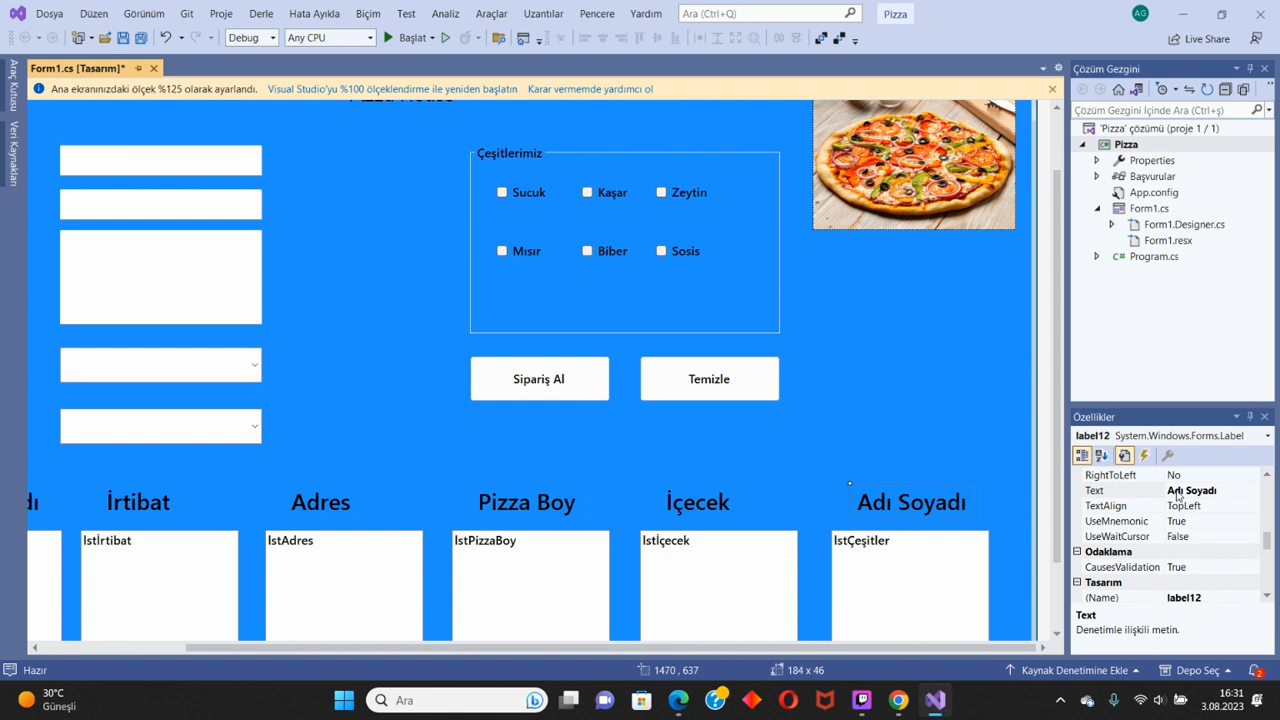 Dosya Düzen Görünüm Git Proje Derle Hata Ayıkla Biçim Test Analiz Araçlar Uzantılar Pencere Yardım Ara (Ctrl+Q) Pizza AG
Debug Any CPU Başlat Live Share
Form1.cs [Tasarım]*
Ana ekranınızdaki ölçek %125 olarak ayarlandı. Visual Studio'yu %100 ölçeklendirme ile yeniden başlatın Karar vermemde yardımcı ol
Araç Kutusu
Veri Kaynakları
Çeşitlerimiz
Sucuk Kaşar Zeytin
Mısır Biber Sosis
Sipariş Al Temizle
İrtibat Adres Pizza Boy İçecek Adı Soyadı
lstİrtibat lstAdres lstPizzaBoy lstİçecek lstÇeşitler
Çözüm Gezgini
Çözüm Gezgini İçinde Ara (Ctrl+ş)
'Pizza' çözümü (proje 1 / 1)
Pizza
Properties
Başvurular
App.config
Form1.cs
Form1.Designer.cs
Form1.resx
Program.cs
Özellikler
label12 System.Windows.Forms.Label
RightToLeft No
Text Adı Soyadı
TextAlign TopLeft
UseMnemonic True
UseWaitCursor False
Odaklama
CausesValidation True
Tasarım
(Name) label12
Text
Denetimle ilişkili metin.
Hazır 1470 , 637 184 x 46 Kaynak Denetimine Ekle Depo Seç 2
30°C
Güneşli
Ara
16:31
3.08.2023